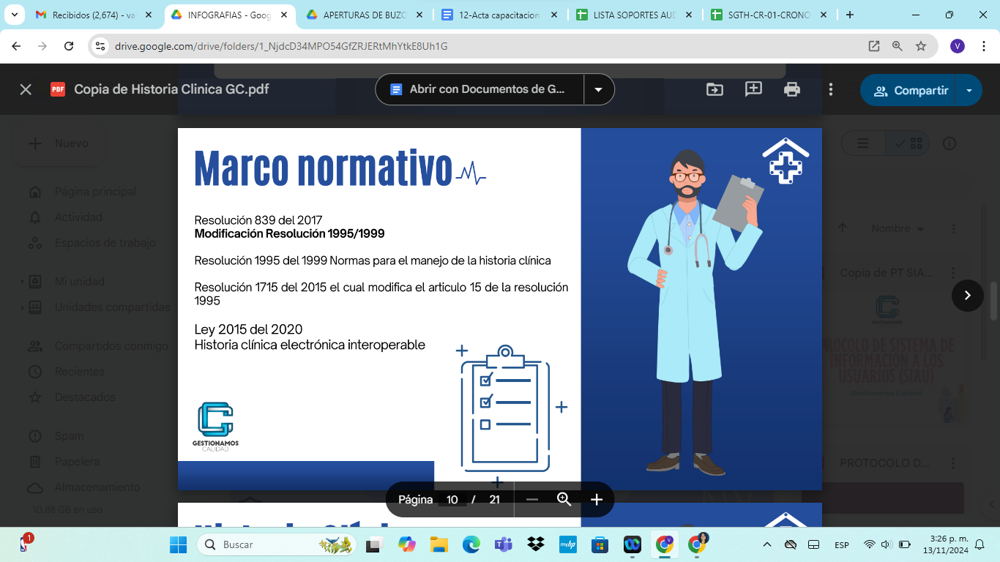 Recibidos (2,674) - va
INFOGRAFIAS - Goog
APERTURAS DE BUZO
12-Acta capacitacion
LISTA SOPORTES AUD
SGTH-CR-01-CRONO
drive.google.com/drive/folders/1_NjdcD34MPO54GfZRJERtMhYtkE8Uh1G
V
PDF
Copia de Historia Clinica GC.pdf
Abrir con Documentos de G...
Compartir
Nuevo
Página principal
Actividad
Espacios de trabajo
Mi unidad
Unidades compartidas
Compartidos conmigo
Recientes
Destacados
Spam
Papelera
Almacenamiento
10.88 GB en uso
Marco normativo
Resolución 839 del 2017
Modificación Resolución 1995/1999
Resolución 1995 del 1999 Normas para el manejo de la historia clínica
Resolución 1715 del 2015 el cual modifica el articulo 15 de la resolución
1995
Ley 2015 del 2020
Historia clínica electrónica interoperable
GESTIONAMOS
CALIDAD
Nombre
Copia de PT SIA...
ROCOLO DE SISTEMA DE
INFORMACION A LOS
USUARIOS (SIAU)
Gestionamos Calidad
PROTOCOLO D...
Página 10 / 21
1
Buscar
myhp
V
ESP
3:26 p. m.
13/11/2024